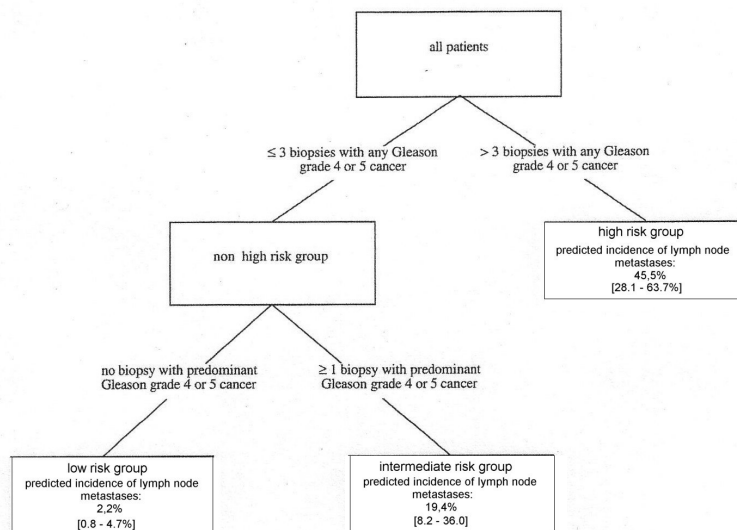 all patients
≤ 3 biopsies with any Gleason
grade 4 or 5 cancer
> 3 biopsies with any Gleason
grade 4 or 5 cancer
high risk group
predicted incidence of lymph node
metastases:
45,5%
[28.1 - 63.7%]
non high risk group
no biopsy with predominant
Gleason grade 4 or 5 cancer
≥ 1 biopsy with predominant
Gleason grade 4 or 5 cancer
low risk group
predicted incidence of lymph node
metastases:
2,2%
[0.8 - 4.7%]
intermediate risk group
predicted incidence of lymph node
metastases:
19,4%
[8.2 - 36.0]